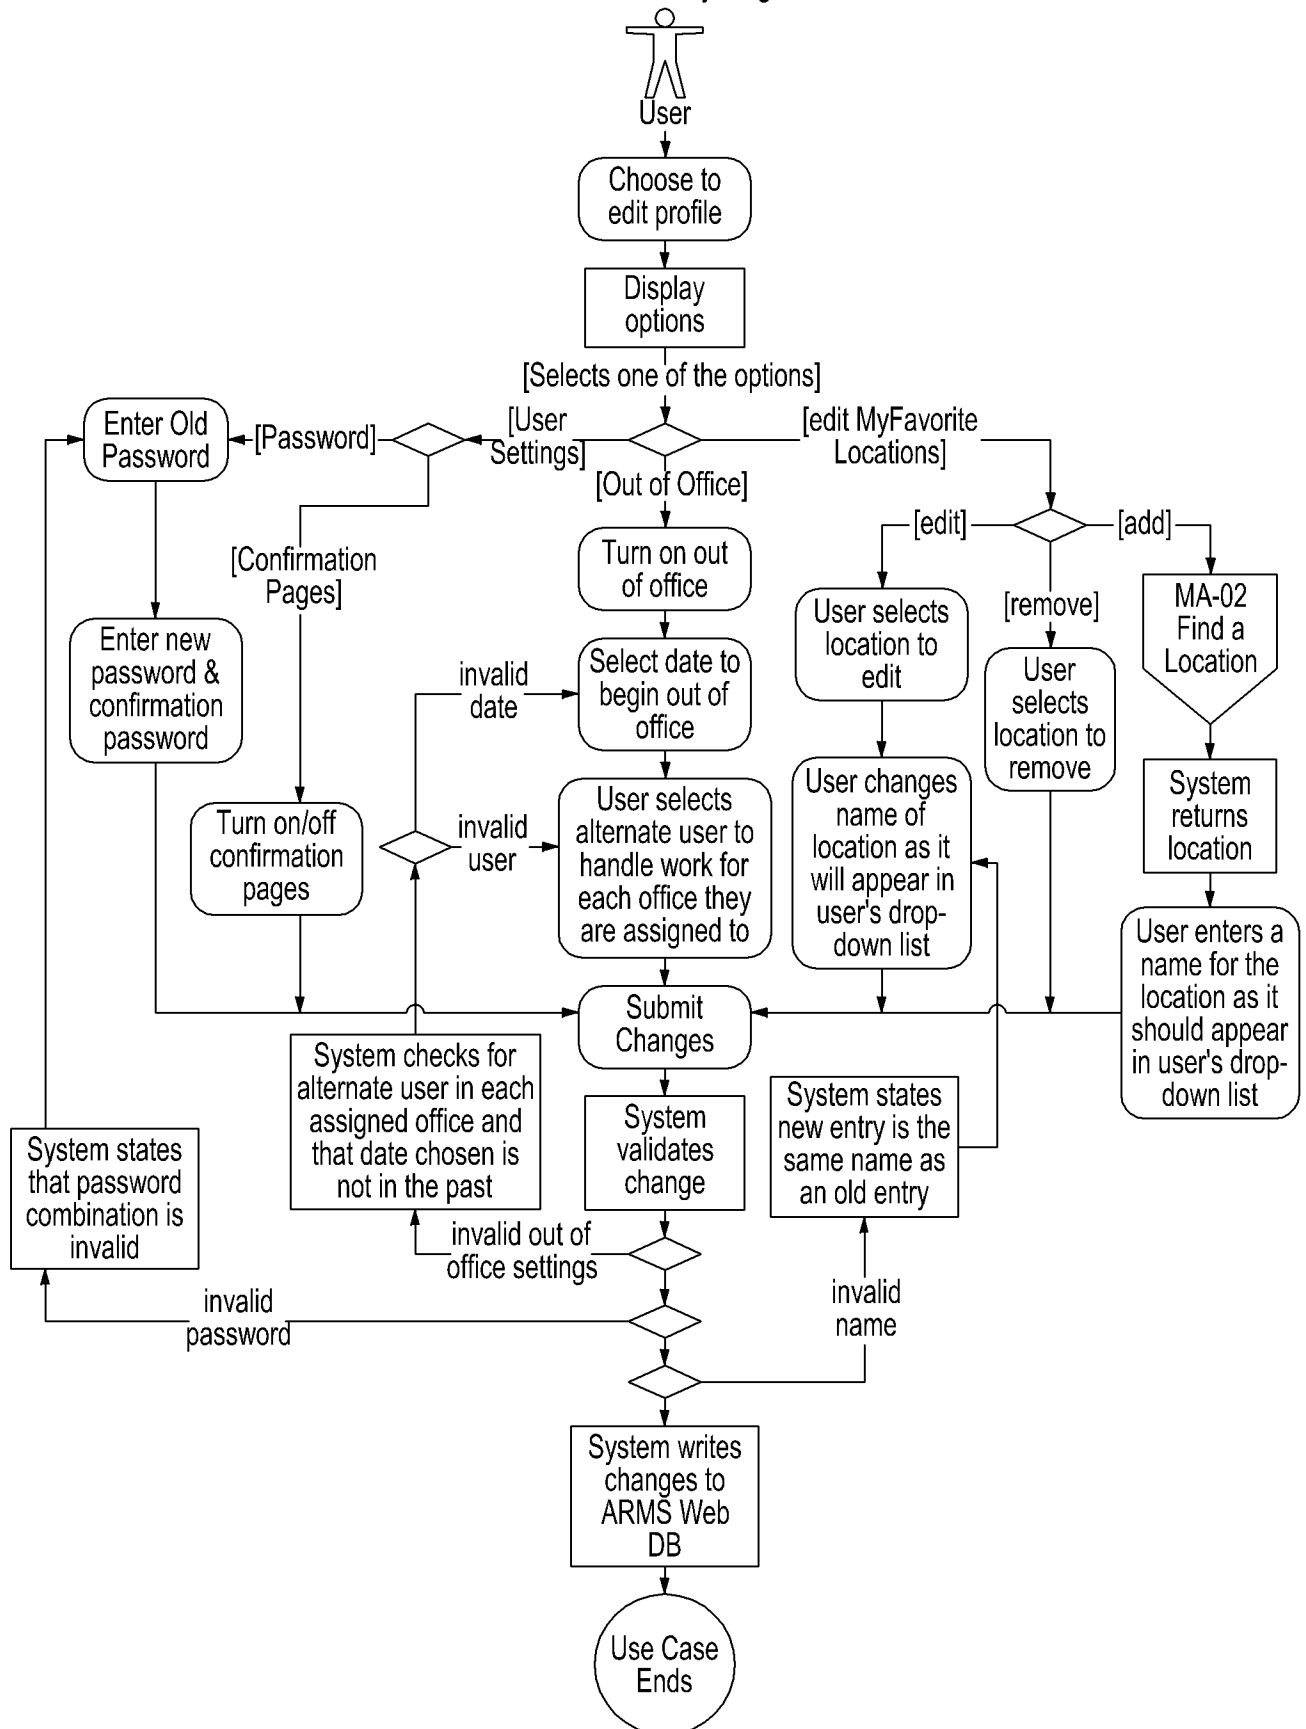 User
Choose to
edit profile
Display
options
[Selects one of the options]
[User
Settings]
[Password]
Enter Old
Password
[edit MyFavorite
Locations]
[Out of Office]
[edit]
[add]
[Confirmation
Pages]
Turn on out
of office
[remove]
User selects
location to
edit
MA-02
Find a
Location
Enter new
password &
confirmation
password
invalid
date
Select date to
begin out of
office
User
selects
location to
remove
Turn on/off
confirmation
pages
invalid
user
User selects
alternate user to
handle work for
each office they
are assigned to
User changes
name of
location as it
will appear in
user's drop-
down list
System
returns
location
User enters a
name for the
location as it
should appear
in user's drop-
down list
Submit
Changes
System checks for
alternate user in each
assigned office and
that date chosen is
not in the past
System
validates
change
System states
new entry is the
same name as
an old entry
System states
that password
combination is
invalid
invalid out of
office settings
invalid
password
invalid
name
System writes
changes to
ARMS Web
DB
Use Case
Ends